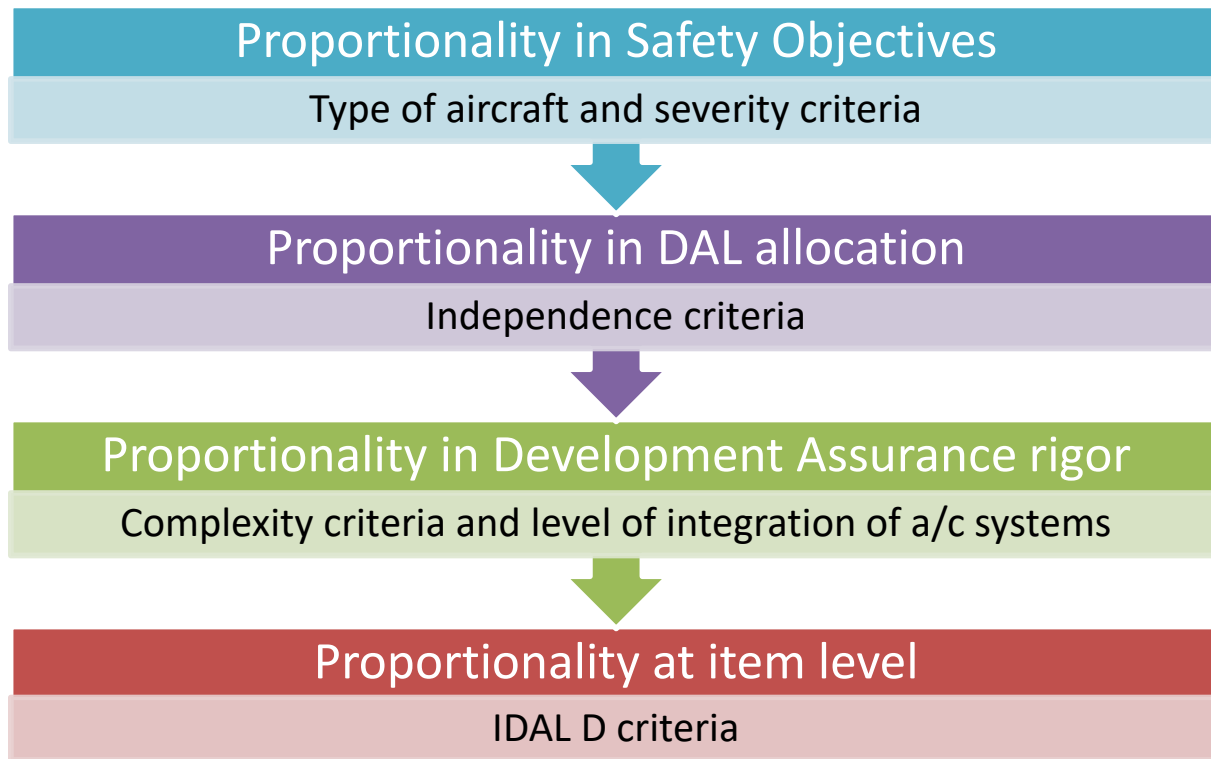 Proportionality in Safety Objectives
Type of aircraft and severity criteria
Proportionality in DAL allocation
Independence criteria
Proportionality in Development Assurance rigor
Complexity criteria and level of integration of a/c systems
Proportionality at item level
IDAL D criteria